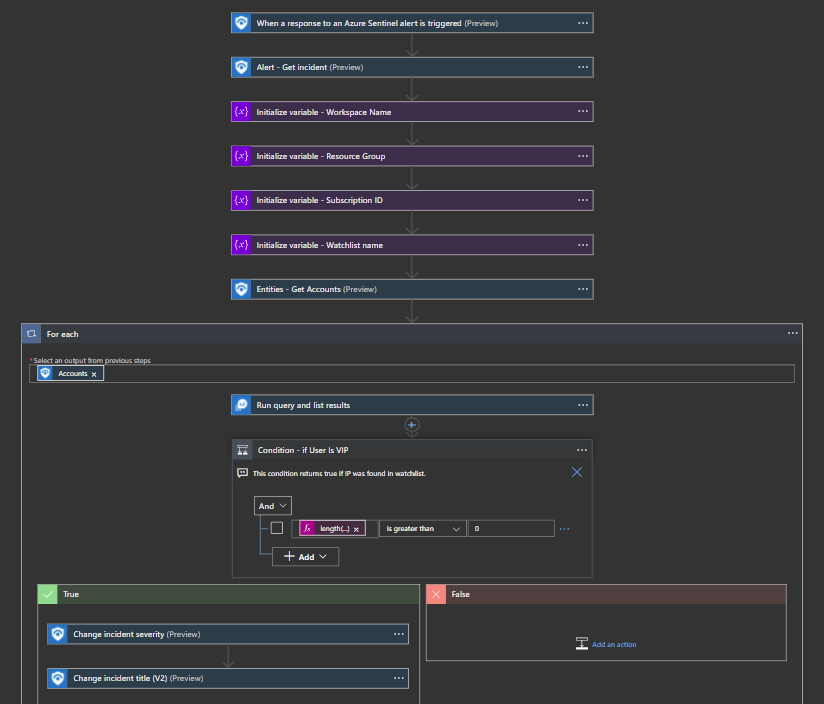 When a response to an Azure Sentinel alert is triggered (Preview)
Alert - Get incident (Preview)
{x} Initialize variable - Workspace Name
{x} Initialize variable - Resource Group
{x} Initialize variable - Subscription ID
{x} Initialize variable - Watchlist name
Entities - Get Accounts (Preview)
For each
*Select an output from previous steps
Accounts ×
Run query and list results
Condition - if User Is VIP
This condition returns true if IP was found in watchlist.
And
fx length(...) × is greater than 0
+ Add
True
False
Change incident severity (Preview)
Add an action
Change incident title (V2) (Preview)